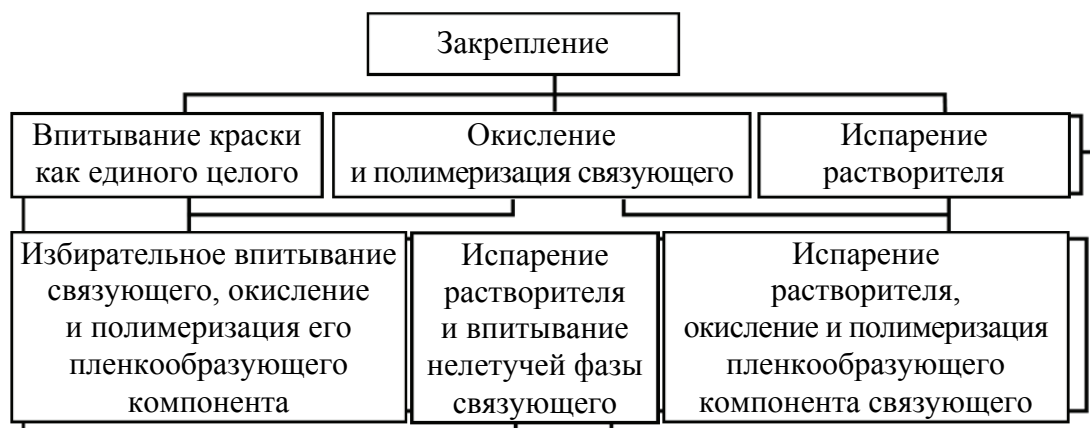 Закрепление
Впитывание краски
как единого целого
Окисление
и полимеризация связующего
Испарение
растворителя
Избирательное впитывание
связующего, окисление
и полимеризация его
пленкообразующего
компонента
Испарение
растворителя
и впитывание
нелетучей фазы
связующего
Испарение
растворителя,
окисление и полимеризация
пленкообразующего
компонента связующего